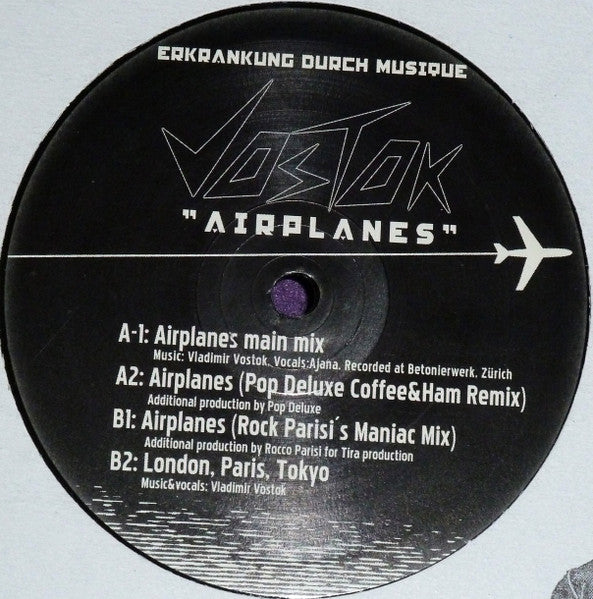 ERKRANKUNG DURCH MUSIQUE
VOSTOK
"AIRPLANES"
A-1: Airplanes main mix
Music: Vladimir Vostok, Vocals:Ajana. Recorded at Betonierwerk, Zürich
A2: Airplanes (Pop Deluxe Coffee&Ham Remix)
Additional production by Pop Deluxe
B1: Airplanes (Rock Parisi´s Maniac Mix)
Additional production by Rocco Parisi for Tira production
B2: London, Paris, Tokyo
Music&vocals: Vladimir Vostok